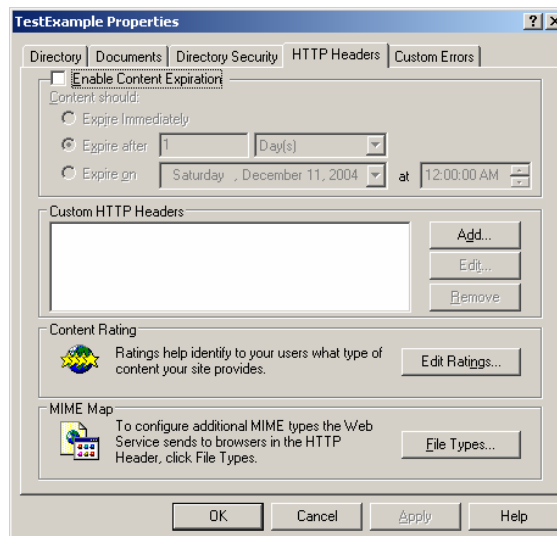 TestExample Properties
Directory Documents Directory Security HTTP Headers Custom Errors
Enable Content Expiration
Content should:
Expire Immediately
Expire after 1 Day(s)
Expire on Saturday , December 11, 2004 at 12:00:00 AM
Custom HTTP Headers
Add...
Edit...
Remove
Content Rating
Ratings help identify to your users what type of
content your site provides.
Edit Ratings...
MIME Map
To configure additional MIME types the Web
Service sends to browsers in the HTTP
Header, click File Types.
File Types...
OK Cancel Apply Help